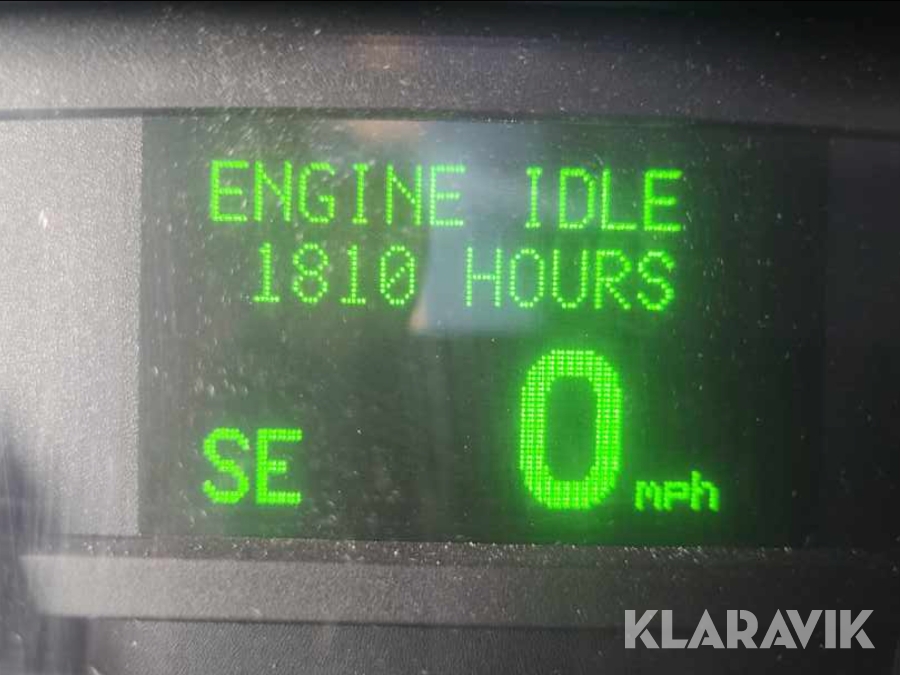 ENGINE IDLE
1810 HOURS
SE 0 mph
KLARAVIK